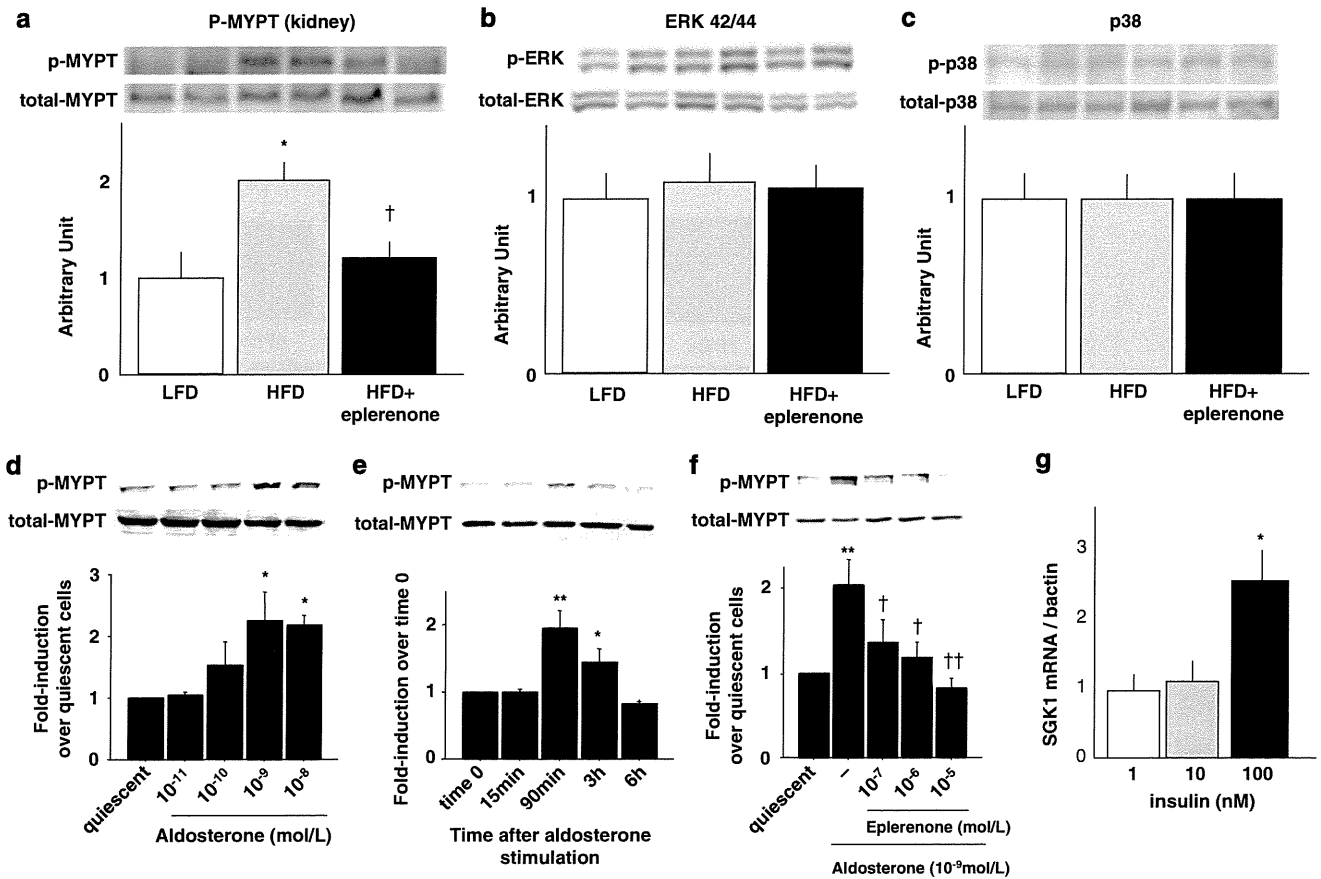 a
P-MYPT (kidney)
p-MYPT
total-MYPT
Arbitrary Unit
2
1
0
*
†
LFD
HFD
HFD+
eplerenone
b
ERK 42/44
p-ERK
total-ERK
Arbitrary Unit
1
0
LFD
HFD
HFD+
eplerenone
c
p38
p-p38
total-p38
Arbitrary Unit
1
0
LFD
HFD
HFD+
eplerenone
d
p-MYPT
total-MYPT
Fold-induction
over quiescent cells
3
2
1
0
*
*
quiescent
10⁻¹¹
10⁻¹⁰
10⁻⁹
10⁻⁸
Aldosterone (mol/L)
e
p-MYPT
total-MYPT
Fold-induction over time 0
2
1
0
**
*
time 0
15min
90min
3h
6h
Time after aldosterone
stimulation
f
p-MYPT
total-MYPT
Fold-induction
over quiescent cells
2
1
0
**
†
†
††
quiescent
–
10⁻⁷
10⁻⁶
10⁻⁵
Eplerenone (mol/L)
Aldosterone (10⁻⁹mol/L)
g
SGK1 mRNA / bactin
3
2
1
0
*
1
10
100
insulin (nM)